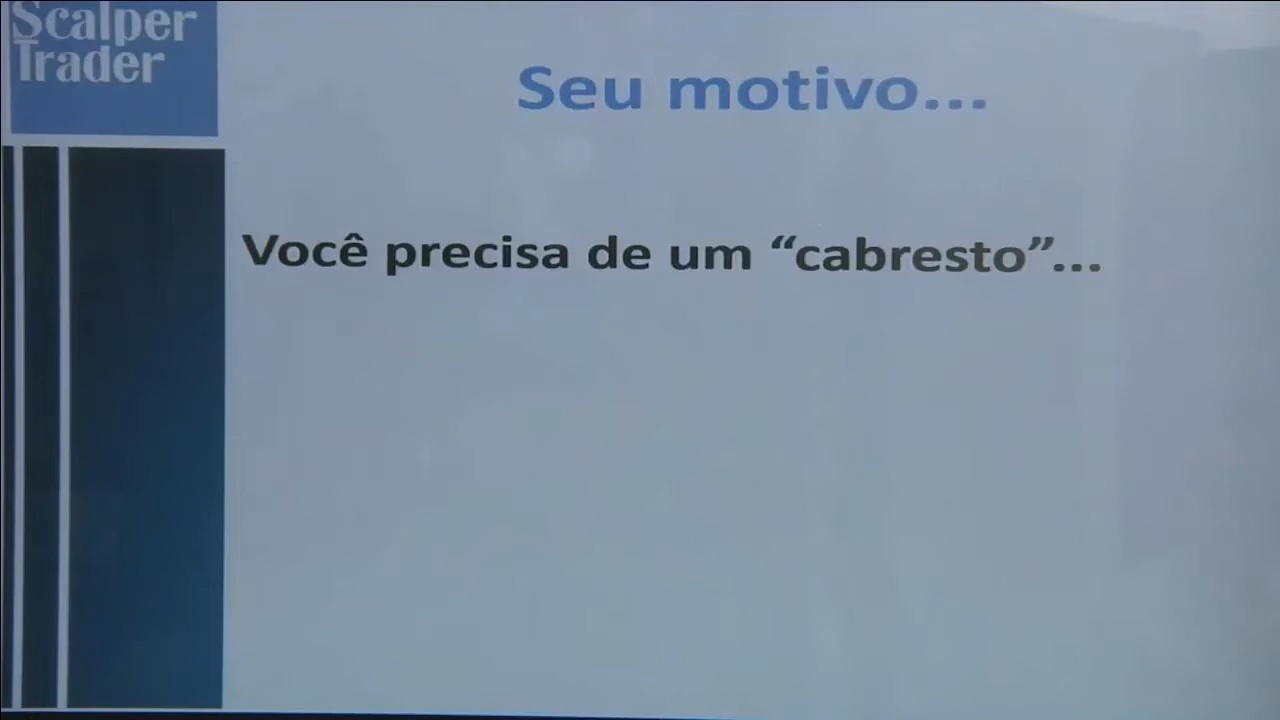 Scalper
Trader
Seu motivo...
Você precisa de um “cabresto”...